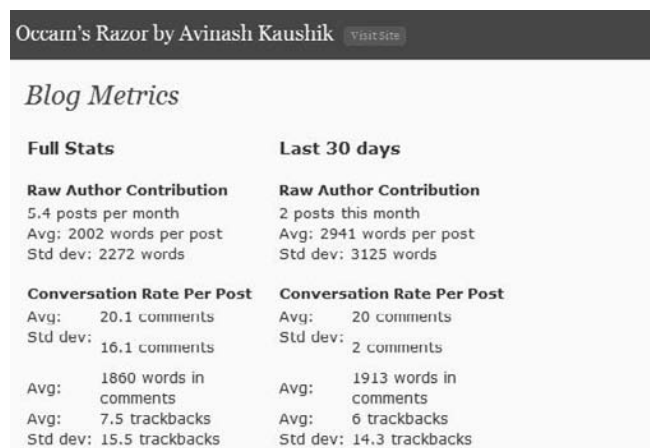 Occam's Razor by Avinash Kaushik Visit Site
Blog Metrics
Full Stats
Raw Author Contribution
5.4 posts per month
Avg: 2002 words per post
Std dev: 2272 words
Conversation Rate Per Post
Avg: 20.1 comments
Std dev: 16.1 comments
Avg: 1860 words in
comments
Avg: 7.5 trackbacks
Std dev: 15.5 trackbacks
Last 30 days
Raw Author Contribution
2 posts this month
Avg: 2941 words per post
Std dev: 3125 words
Conversation Rate Per Post
Avg: 20 comments
Std dev: 2 comments
Avg: 1913 words in
comments
Avg: 6 trackbacks
Std dev: 14.3 trackbacks